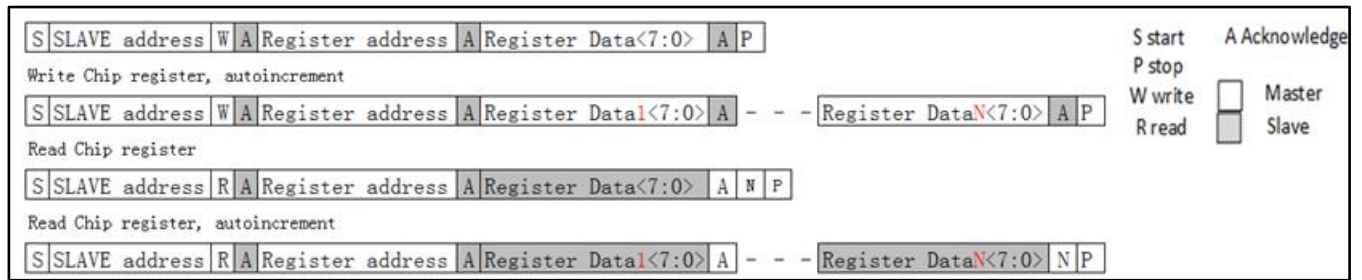 S SLAVE address W A Register address A Register Data<7:0> A P
Write Chip register, autoincrement
S SLAVE address W A Register address A Register Data1<7:0> A - - - Register DataN<7:0> A P
Read Chip register
S SLAVE address R A Register address A Register Data<7:0> A N P
Read Chip register, autoincrement
S SLAVE address R A Register address A Register Data1<7:0> A - - - Register DataN<7:0> N P
S start A Acknowledge
P stop
W write Master
R read Slave